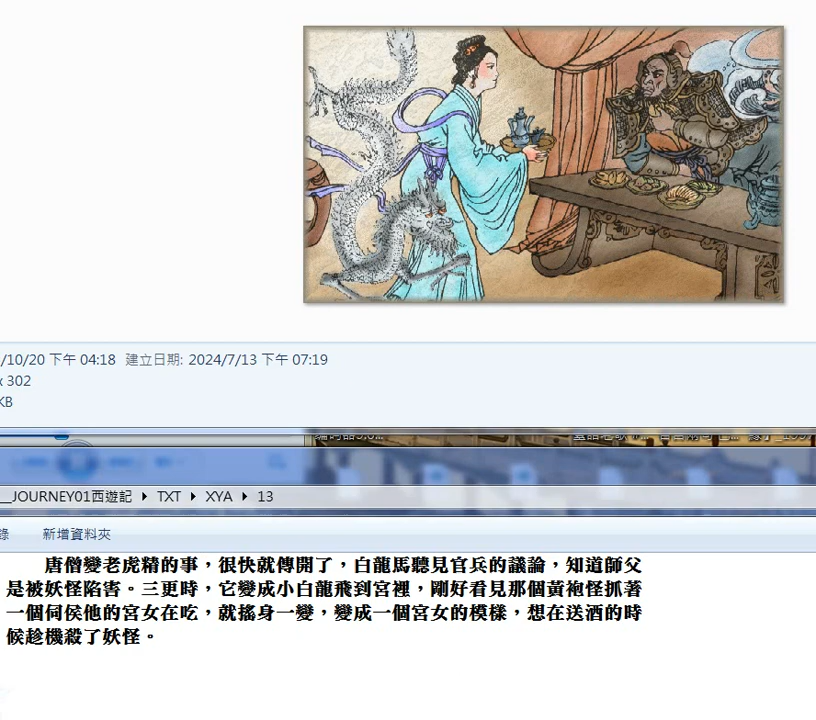 /10/20 下午 04:18 建立日期: 2024/7/13 下午 07:19
x 302
KB
__JOURNEY01西遊記 ▸ TXT ▸ XYA ▸ 13
錄 新增資料夾
唐僧變老虎精的事，很快就傳開了，白龍馬聽見官兵的議論，知道師父
是被妖怪陷害。三更時，它變成小白龍飛到宮裡，剛好看見那個黃袍怪抓著
一個伺侯他的宮女在吃，就搖身一變，變成一個宮女的模樣，想在送酒的時
候趁機殺了妖怪。